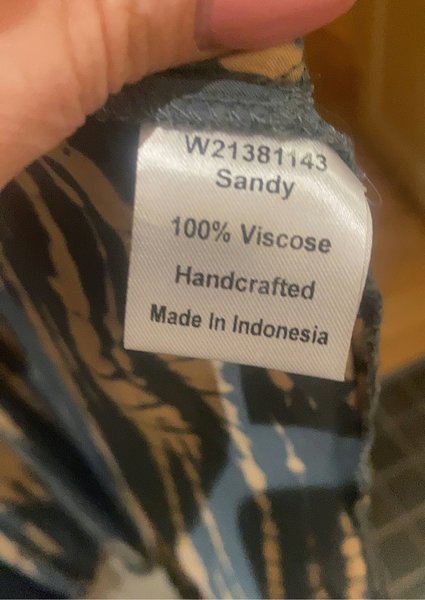 W21381143
Sandy
100% Viscose
Handcrafted
Made In Indonesia